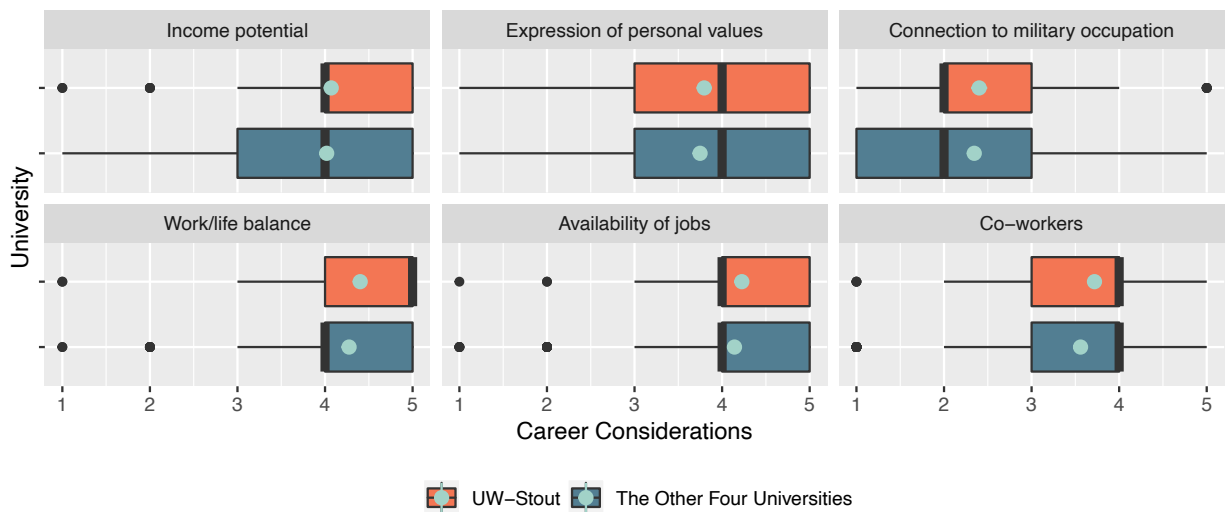 Income potential
Expression of personal values
Connection to military occupation
University
Work/life balance
Availability of jobs
Co−workers
1 2 3 4 5
1 2 3 4 5
1 2 3 4 5
Career Considerations
UW−Stout
The Other Four Universities